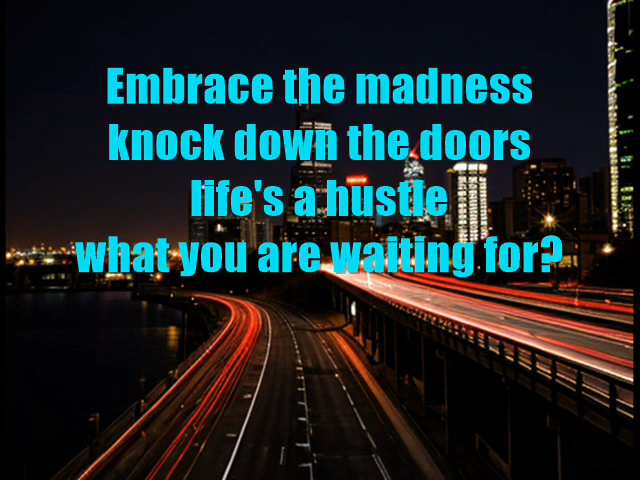 Embrace the madness
knock down the doors
life's a hustle
what you are waiting for?